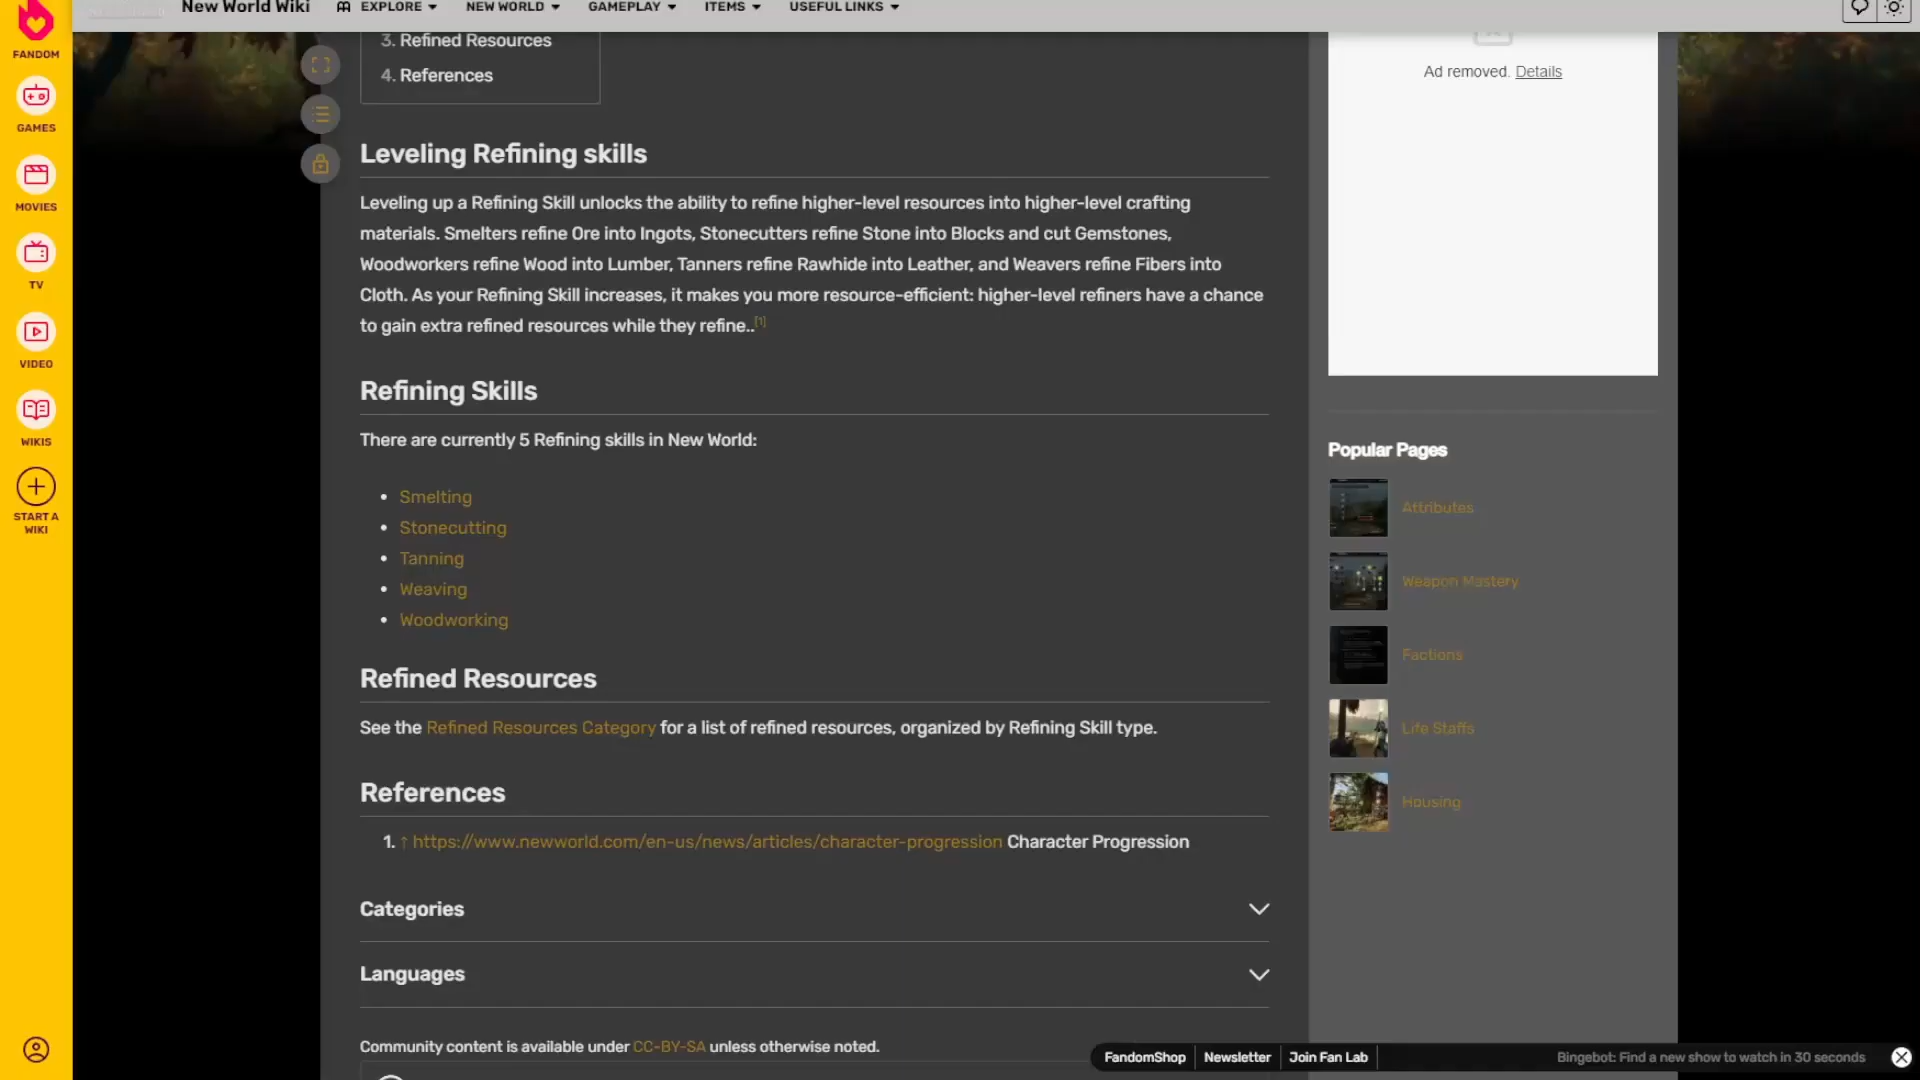 New World Wiki
EXPLORE
NEW WORLD
GAMEPLAY
ITEMS
USEFUL LINKS
FANDOM
GAMES
MOVIES
TV
VIDEO
WIKIS
START A
WIKI
3. Refined Resources
4. References
Leveling Refining skills
Leveling up a Refining Skill unlocks the ability to refine higher-level resources into higher-level crafting
materials. Smelters refine Ore into Ingots, Stonecutters refine Stone into Blocks and cut Gemstones,
Woodworkers refine Wood into Lumber, Tanners refine Rawhide into Leather, and Weavers refine Fibers into
Cloth. As your Refining Skill increases, it makes you more resource-efficient: higher-level refiners have a chance
to gain extra refined resources while they refine..[1]
Refining Skills
There are currently 5 Refining skills in New World:
• Smelting
• Stonecutting
• Tanning
• Weaving
• Woodworking
Refined Resources
See the Refined Resources Category for a list of refined resources, organized by Refining Skill type.
References
1. ↑ https://www.newworld.com/en-us/news/articles/character-progression Character Progression
Categories
Languages
Community content is available under CC-BY-SA unless otherwise noted.
Ad removed. Details
Popular Pages
Attributes
Weapon Mastery
Factions
Life Staffs
Housing
FandomShop
Newsletter
Join Fan Lab
Bingebot: Find a new show to watch in 30 seconds